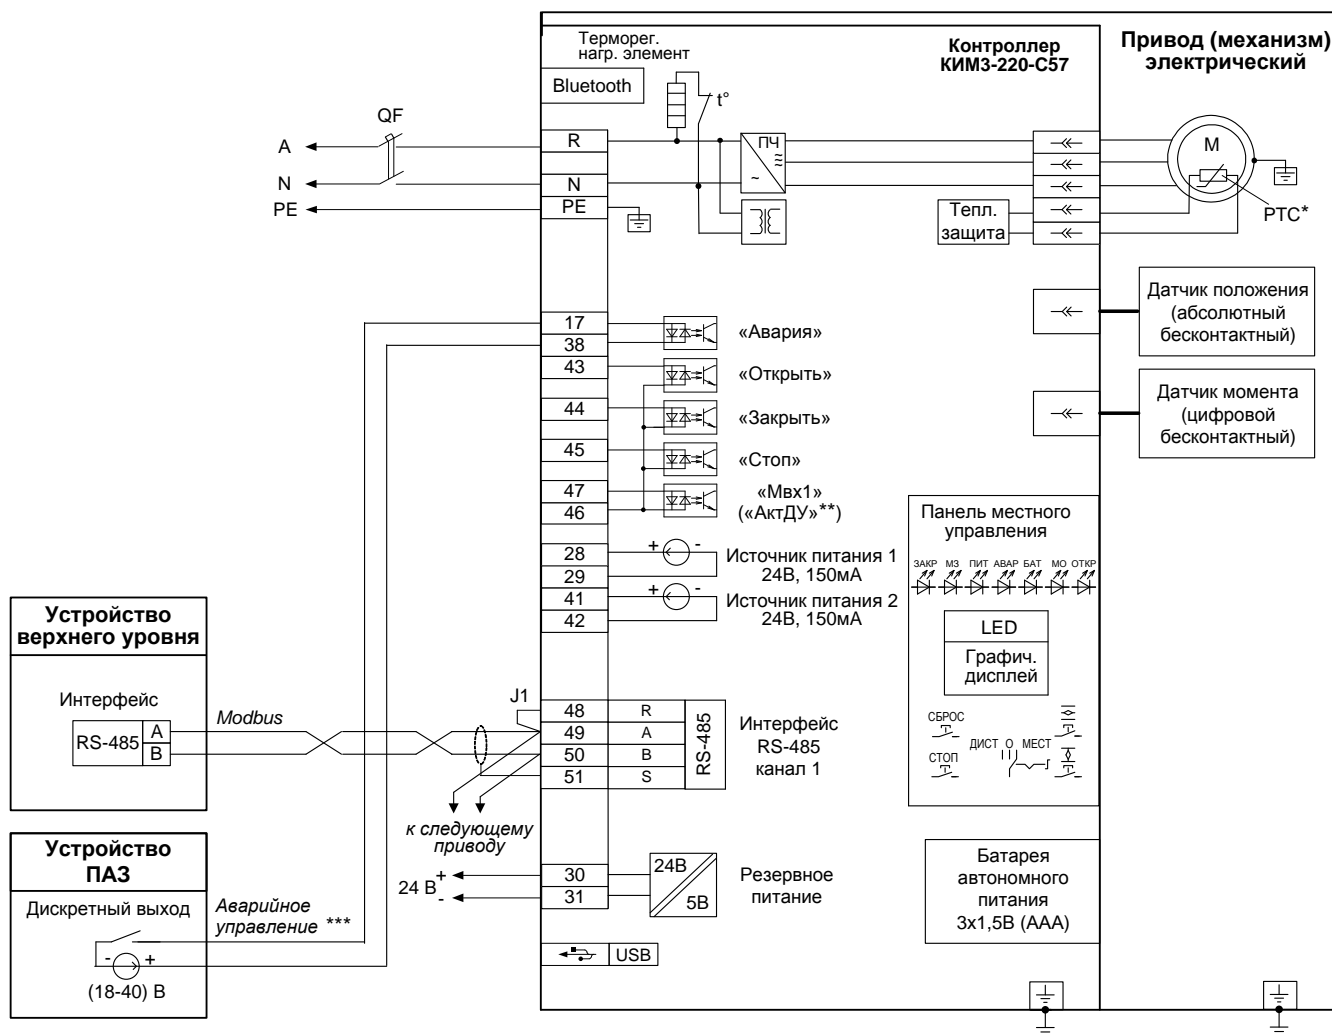 Терморег.
нагр. элемент
Контроллер
КИМ3-220-С57
Привод (механизм)
электрический
Bluetooth
t°
QF
A
R
ПЧ
≈
~
M
N
N
PE
PE
Тепл.
защита
PTC*
Датчик положения
(абсолютный
бесконтактный)
17
38
«Авария»
43
«Открыть»
Датчик момента
(цифровой
бесконтактный)
44
«Закрыть»
45
«Стоп»
47
46
«Мвх1»
(«АктДУ»**)
Панель местного
управления
28
29
+ -
Источник питания 1
24В, 150мА
ЗАКР МЗ ПИТ АВАР БАТ МО ОТКР
41
42
+ -
Источник питания 2
24В, 150мА
LED
Графич.
дисплей
Устройство
верхнего уровня
Интерфейс
RS-485
A
B
Modbus
J1
48 R
49 A
50 B
51 S
RS-485
Интерфейс
RS-485
канал 1
СБРОС
СТОП
ДИСТ О МЕСТ
к следующему
приводу
Устройство
ПАЗ
Дискретный выход
- +
(18-40) В
Аварийное
управление ***
24 В
+
-
30
31
24В
5В
Резервное
питание
Батарея
автономного
питания
3х1,5В (ААА)
USB